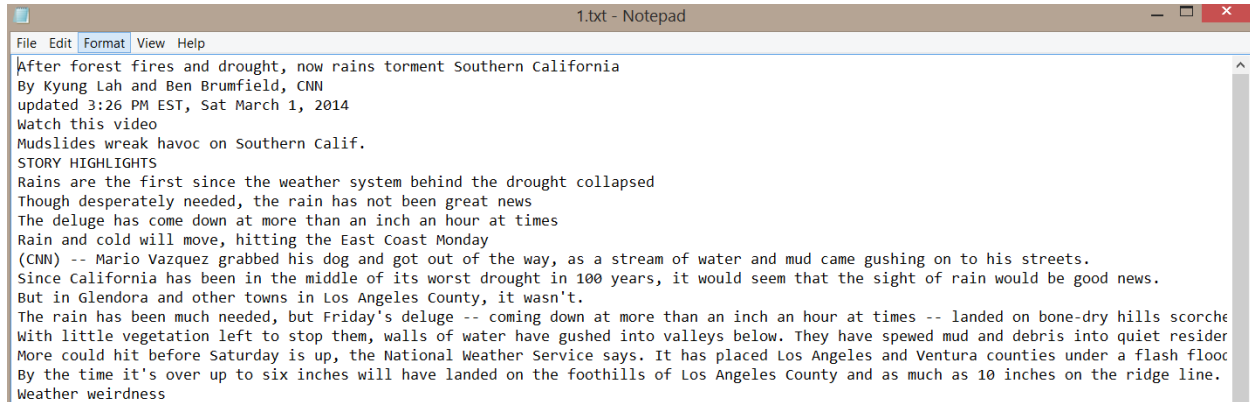 1.txt - Notepad
File Edit Format View Help
After forest fires and drought, now rains torment Southern California
By Kyung Lah and Ben Brumfield, CNN
updated 3:26 PM EST, Sat March 1, 2014
Watch this video
Mudslides wreak havoc on Southern Calif.
STORY HIGHLIGHTS
Rains are the first since the weather system behind the drought collapsed
Though desperately needed, the rain has not been great news
The deluge has come down at more than an inch an hour at times
Rain and cold will move, hitting the East Coast Monday
(CNN) -- Mario Vazquez grabbed his dog and got out of the way, as a stream of water and mud came gushing on to his streets.
Since California has been in the middle of its worst drought in 100 years, it would seem that the sight of rain would be good news.
But in Glendora and other towns in Los Angeles County, it wasn't.
The rain has been much needed, but Friday's deluge -- coming down at more than an inch an hour at times -- landed on bone-dry hills scorche
With little vegetation left to stop them, walls of water have gushed into valleys below. They have spewed mud and debris into quiet resider
More could hit before Saturday is up, the National Weather Service says. It has placed Los Angeles and Ventura counties under a flash flood
By the time it's over up to six inches will have landed on the foothills of Los Angeles County and as much as 10 inches on the ridge line.
Weather weirdness